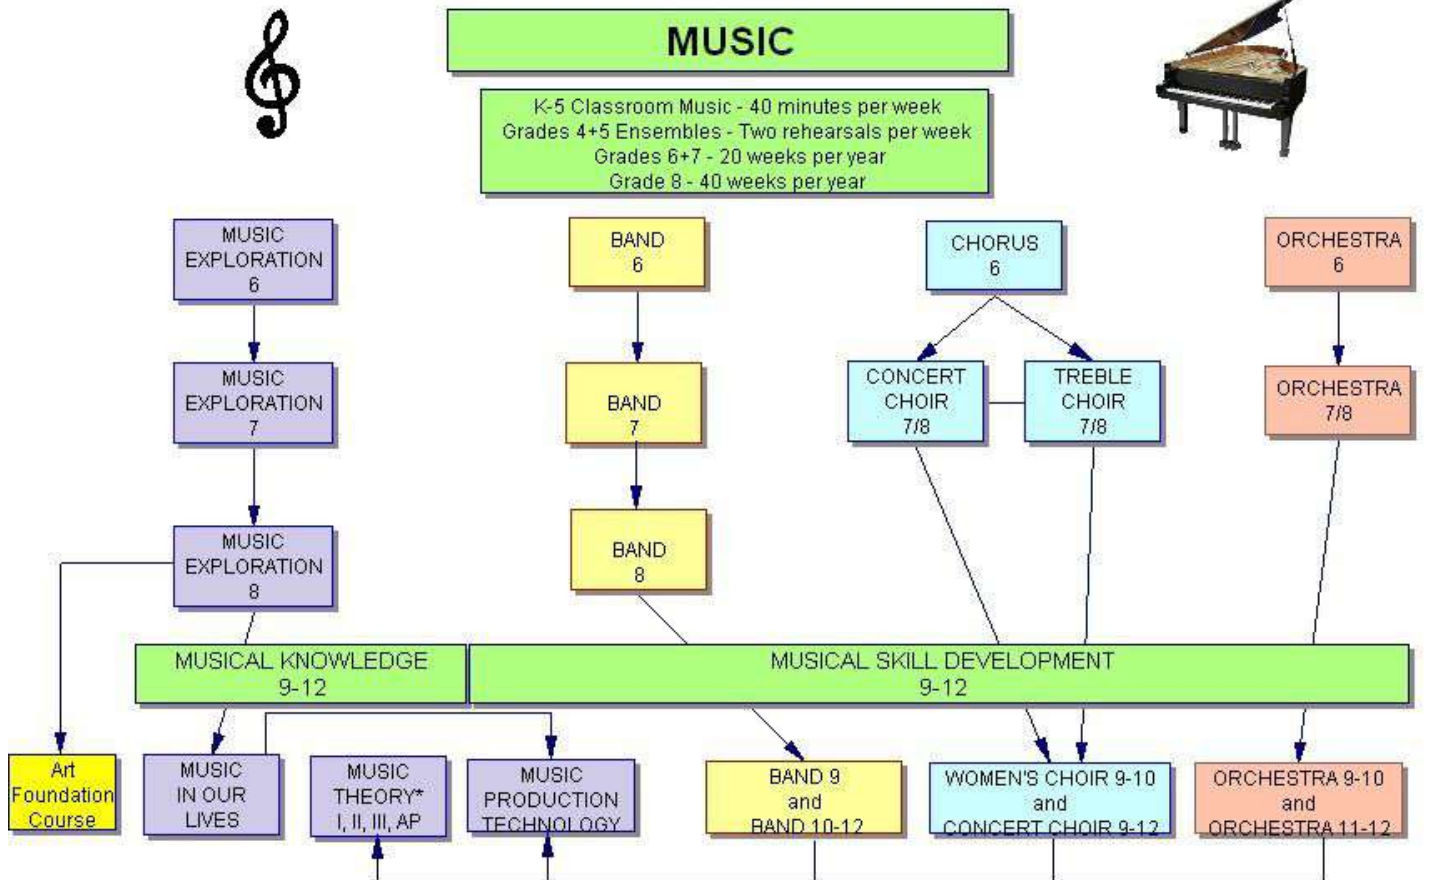 MUSIC
K-5 Classroom Music - 40 minutes per week
Grades 4+5 Ensembles - Two rehearsals per week
Grades 6+7 - 20 weeks per year
Grade 8 - 40 weeks per year
MUSIC
EXPLORATION
6
BAND
6
CHORUS
6
ORCHESTRA
6
MUSIC
EXPLORATION
7
BAND
7
CONCERT
CHOIR
7/8
TREBLE
CHOIR
7/8
ORCHESTRA
7/8
MUSIC
EXPLORATION
8
BAND
8
MUSICAL KNOWLEDGE
9-12
MUSICAL SKILL DEVELOPMENT
9-12
Art
Foundation
Course
MUSIC
IN OUR
LIVES
MUSIC
THEORY*
I, II, III, AP
MUSIC
PRODUCTION
TECHNOLOGY
BAND 9
and
BAND 10-12
WOMEN'S CHOIR 9-10
and
CONCERT CHOIR 9-12
ORCHESTRA 9-10
and
ORCHESTRA 11-12